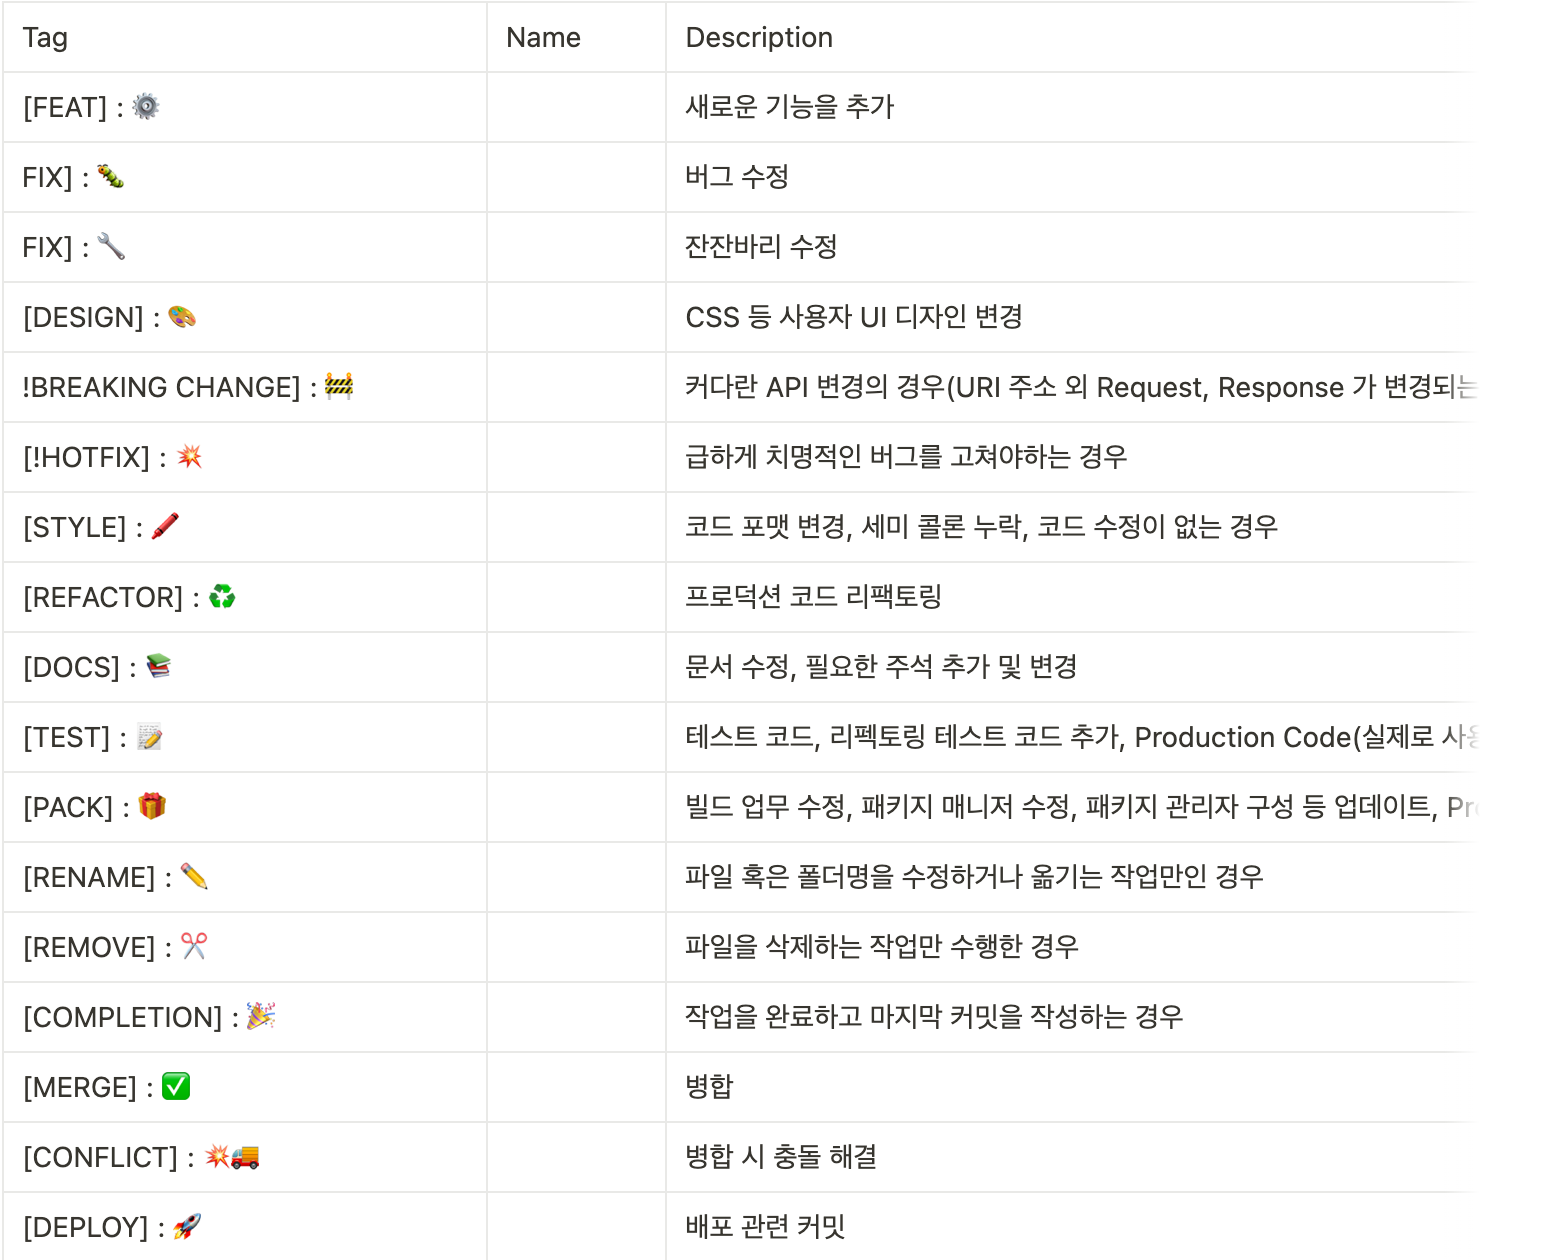 Tag Name Description
[FEAT] : ⚙️ 새로운 기능을 추가
FIX] : 🐛 버그 수정
FIX] : 🔧 잔잔바리 수정
[DESIGN] : 🎨 CSS 등 사용자 UI 디자인 변경
!BREAKING CHANGE] : 🚧 커다란 API 변경의 경우(URI 주소 외 Request, Response 가 변경되는
[!HOTFIX] : 💥 급하게 치명적인 버그를 고쳐야하는 경우
[STYLE] : 🖍️ 코드 포맷 변경, 세미 콜론 누락, 코드 수정이 없는 경우
[REFACTOR] : ♻️ 프로덕션 코드 리팩토링
[DOCS] : 📚 문서 수정, 필요한 주석 추가 및 변경
[TEST] : 📝 테스트 코드, 리펙토링 테스트 코드 추가, Production Code(실제로
[PACK] : 🎁 빌드 업무 수정, 패키지 매니저 수정, 패키지 관리자 구성 등 업데이트,
[RENAME] : ✏️ 파일 혹은 폴더명을 수정하거나 옮기는 작업만인 경우
[REMOVE] : ✂️ 파일을 삭제하는 작업만 수행한 경우
[COMPLETION] : 🎉 작업을 완료하고 마지막 커밋을 작성하는 경우
[MERGE] : ✅ 병합
[CONFLICT] : 💥🚚 병합 시 충돌 해결
[DEPLOY] : 🚀 배포 관련 커밋